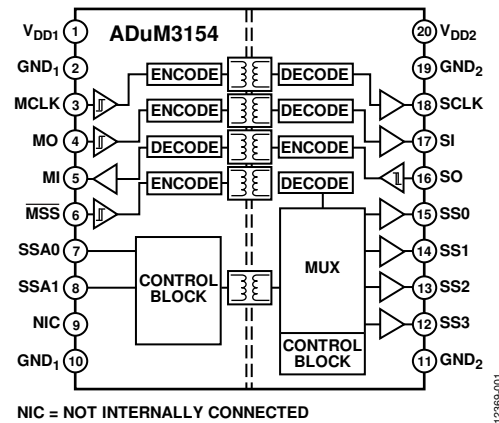 ADuM3154
VDD1 1
GND1 2
MCLK 3
MO 4
MI 5
MSS 6
SSA0 7
SSA1 8
NIC 9
GND1 10
ENCODE DECODE
ENCODE DECODE
DECODE ENCODE
ENCODE DECODE
CONTROL
BLOCK
MUX
CONTROL
BLOCK
20 VDD2
19 GND2
18 SCLK
17 SI
16 SO
15 SS0
14 SS1
13 SS2
12 SS3
11 GND2
NIC = NOT INTERNALLY CONNECTED
12369-001